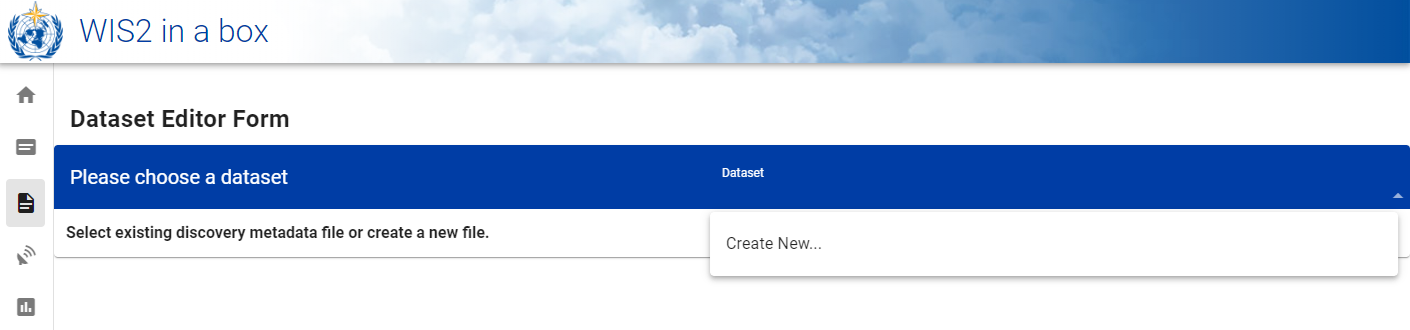 WIS2 in a box
Dataset Editor Form
Please choose a dataset
Dataset
Select existing discovery metadata file or create a new file.
Create New...